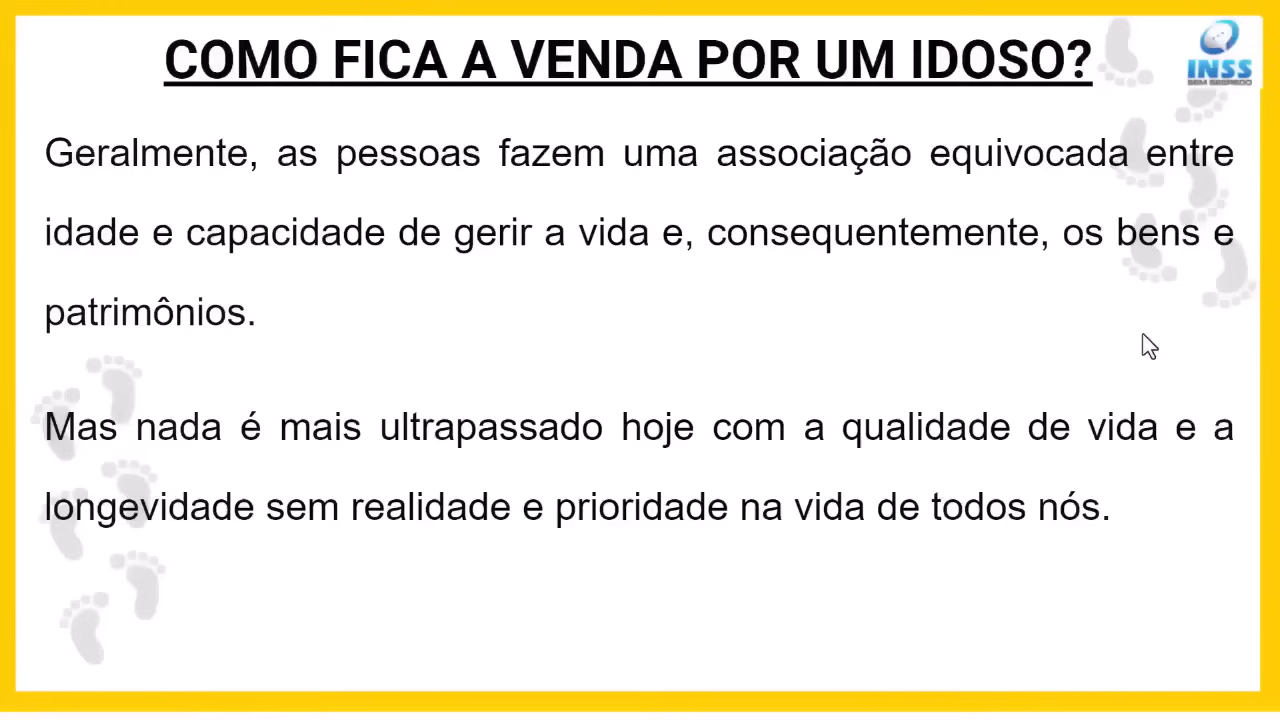 COMO FICA A VENDA POR UM IDOSO?
INSS
SEM SEGREDO
Geralmente, as pessoas fazem uma associação equivocada entre
idade e capacidade de gerir a vida e, consequentemente, os bens e
patrimônios.
Mas nada é mais ultrapassado hoje com a qualidade de vida e a
longevidade sem realidade e prioridade na vida de todos nós.